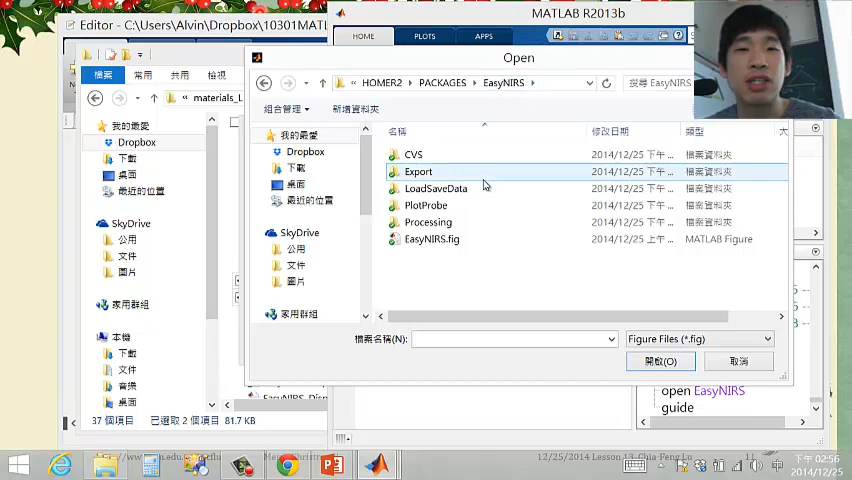 Editor - C:\Users\Alvin\Dropbox\10301MATL
MATLAB R2013b
HOME
PLOTS
APPS
檔案
常用
共用
檢視
Open
materials_L
« HOMER2 ▸ PACKAGES ▸ EasyNIRS ▸
搜尋 EasyNIRS
組合管理
新增資料夾
我的最愛
Dropbox
下載
桌面
最近的位置
SkyDrive
公用
文件
圖片
家用群組
本機
下載
文件
音樂
桌面
我的最愛
Dropbox
下載
桌面
最近的位置
SkyDrive
公用
文件
圖片
家用群組
名稱
修改日期
類型
大
CVS
2014/12/25 下午 ...
檔案資料夾
Export
2014/12/25 下午 ...
檔案資料夾
LoadSaveData
2014/12/25 下午 ...
檔案資料夾
PlotProbe
2014/12/25 下午 ...
檔案資料夾
Processing
2014/12/25 下午 ...
檔案資料夾
EasyNIRS.fig
2014/12/25 上午 ...
MATLAB Figure
檔案名稱(N):
Figure Files (*.fig)
開啟(O)
取消
37 個項目
已選取 2 個項目 81.7 KB
open EasyNIRS
guide
12/25/2014 Lesson 13, Chia-Feng Lu
11
下午 02:56
2014/12/25